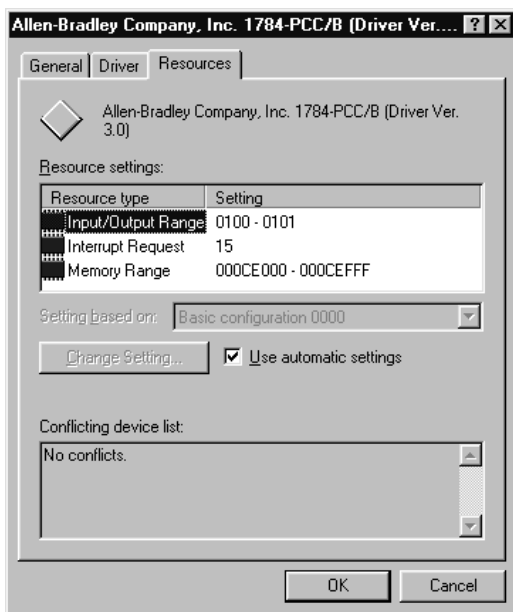 Allen-Bradley Company, Inc. 1784-PCC/B (Driver Ver....
General Driver Resources
Allen-Bradley Company, Inc. 1784-PCC/B (Driver Ver.
3.0)
Resource settings:
Resource type Setting
Input/Output Range 0100 - 0101
Interrupt Request 15
Memory Range 000CE000 - 000CEFFF
Setting based on: Basic configuration 0000
Change Setting... Use automatic settings
Conflicting device list:
No conflicts.
OK Cancel